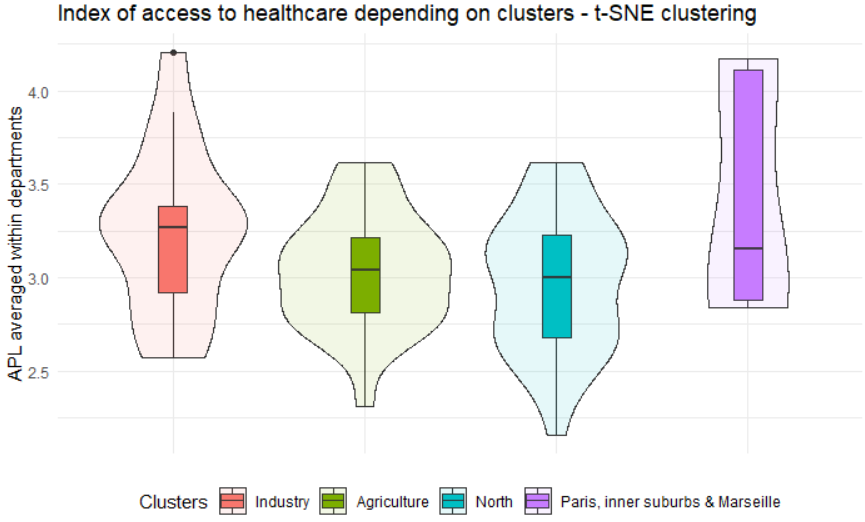 Index of access to healthcare depending on clusters - t-SNE clustering
APL averaged within departments
4.0
3.5
3.0
2.5
Clusters Industry Agriculture North Paris, inner suburbs & Marseille